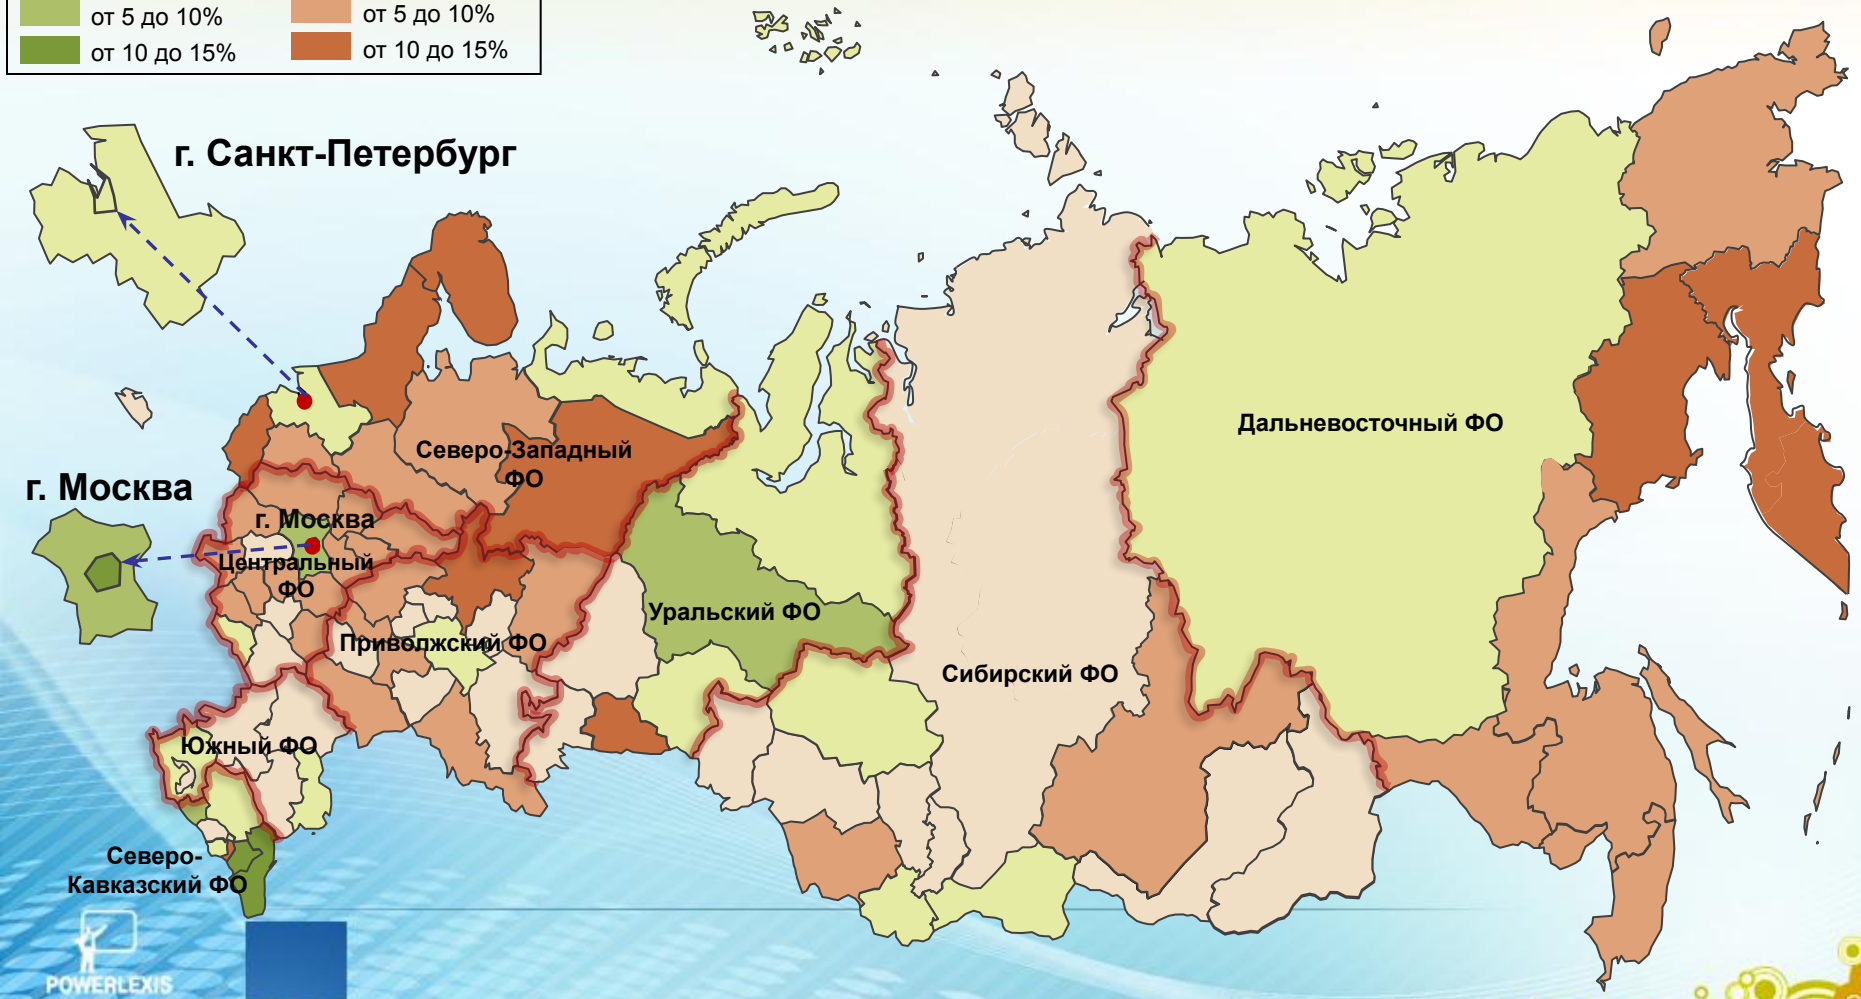 от 5 до 10%
от 5 до 10%
от 10 до 15%
от 10 до 15%
г. Санкт-Петербург
Северо-Западный
ФО
Дальневосточный ФО
г. Москва
г. Москва
Центральный
ФО
Уральский ФО
Приволжский ФО
Сибирский ФО
Южный ФО
Северо-
Кавказский ФО
POWERLEXIS